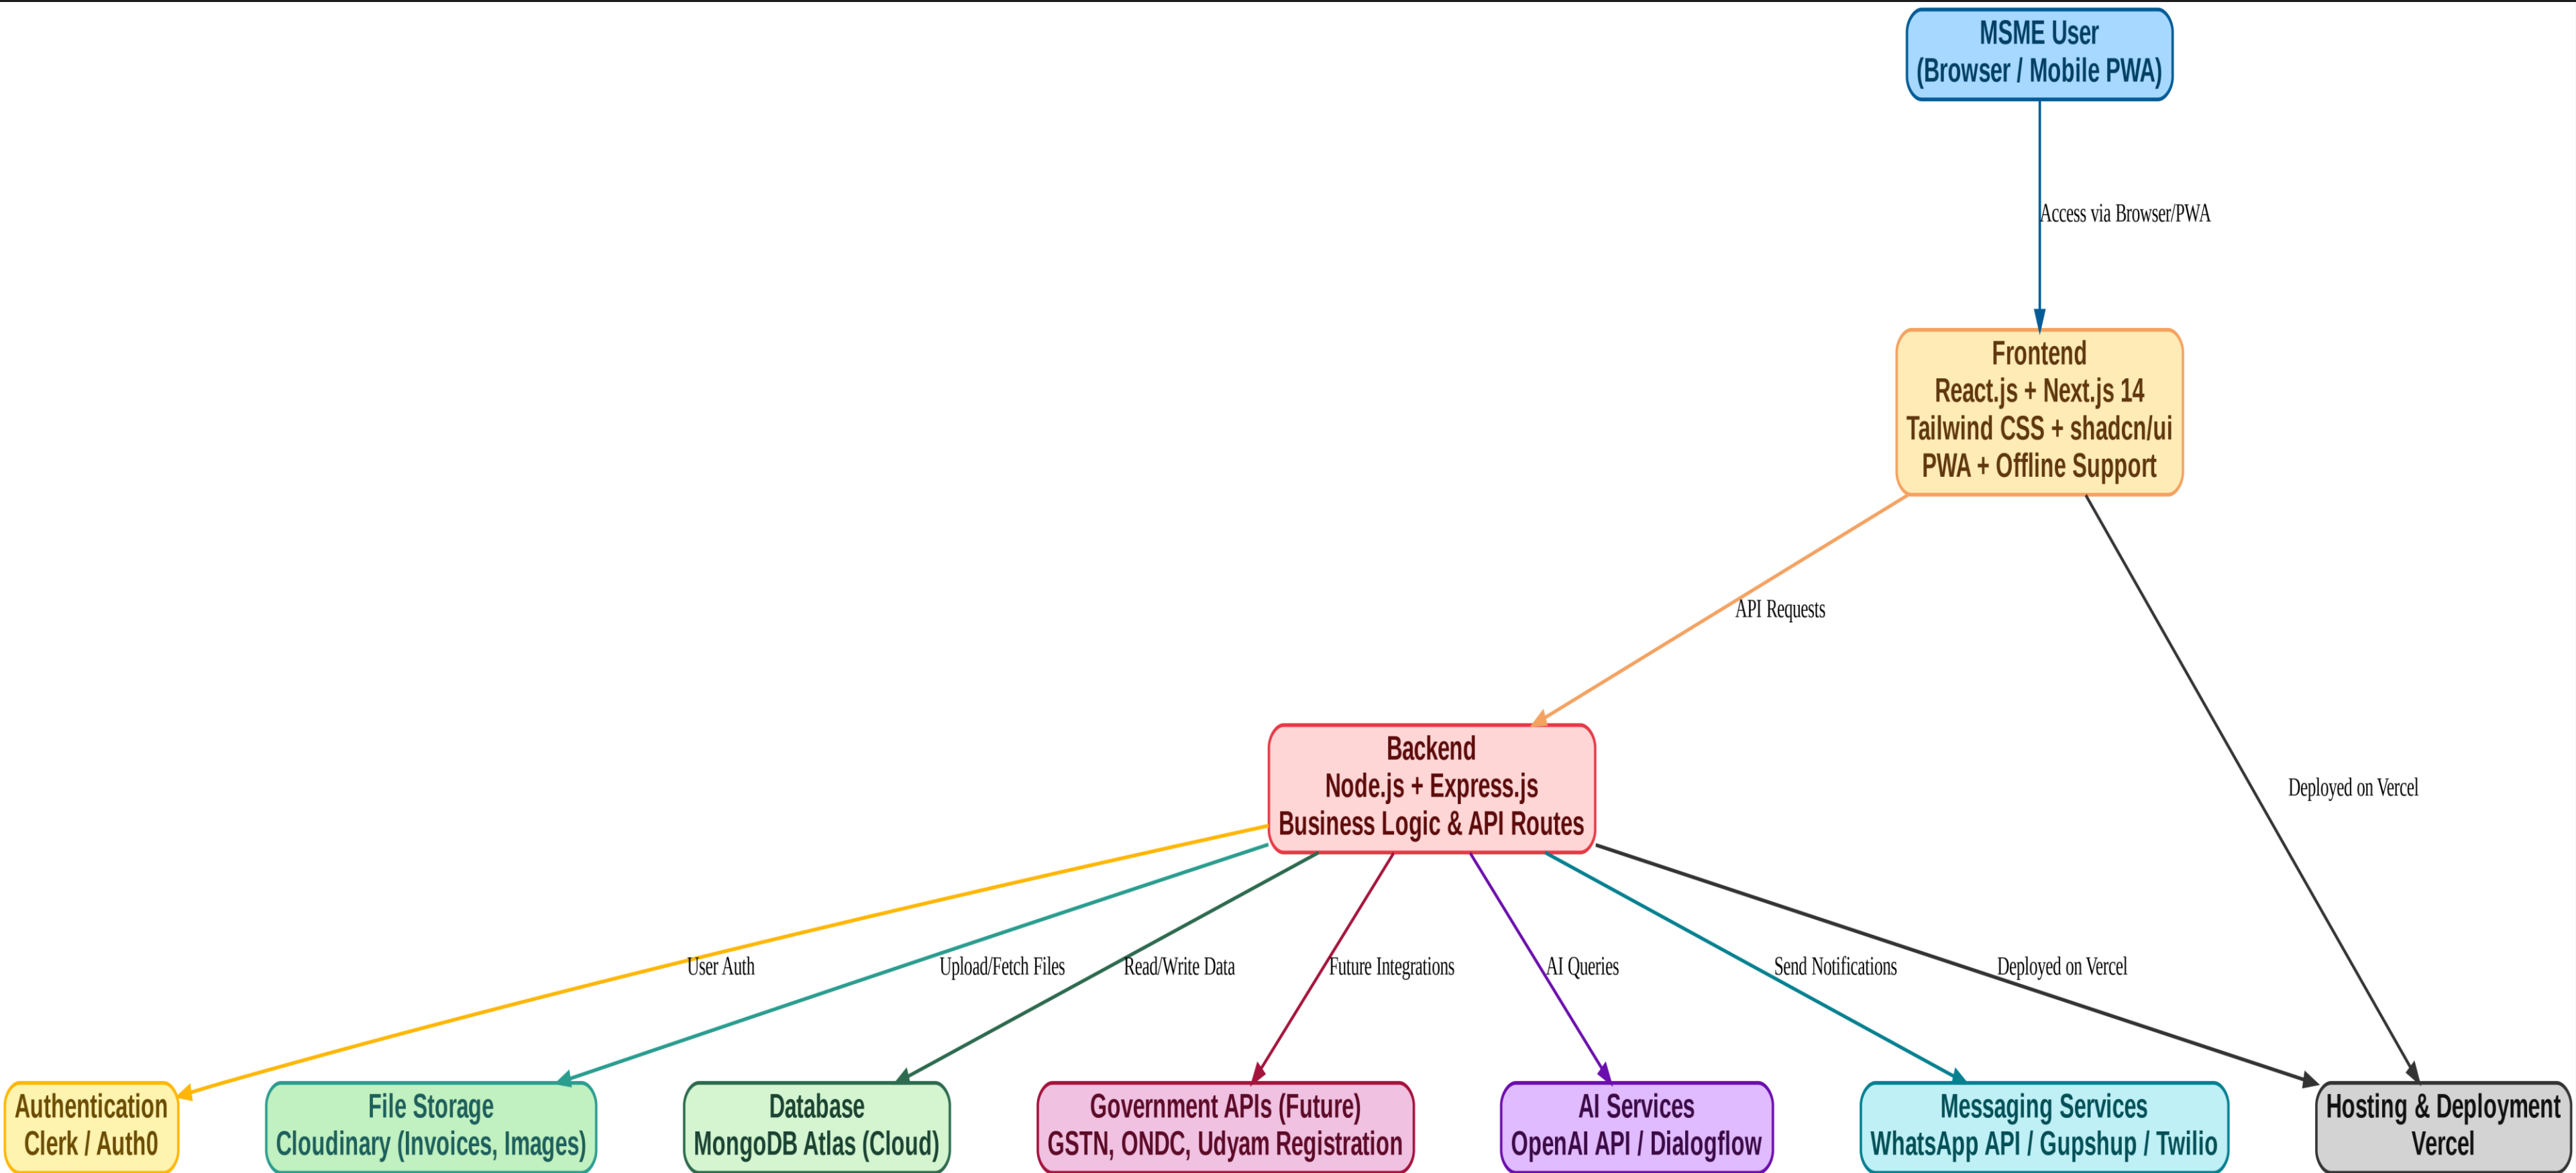 MSME User
(Browser / Mobile PWA)
Access via Browser/PWA
Frontend
React.js + Next.js 14
Tailwind CSS + shadcn/ui
PWA + Offline Support
API Requests
Deployed on Vercel
Backend
Node.js + Express.js
Business Logic & API Routes
User Auth
Upload/Fetch Files
Read/Write Data
Future Integrations
AI Queries
Send Notifications
Deployed on Vercel
Authentication
Clerk / Auth0
File Storage
Cloudinary (Invoices, Images)
Database
MongoDB Atlas (Cloud)
Government APIs (Future)
GSTN, ONDC, Udyam Registration
AI Services
OpenAI API / Dialogflow
Messaging Services
WhatsApp API / Gupshup / Twilio
Hosting & Deployment
Vercel